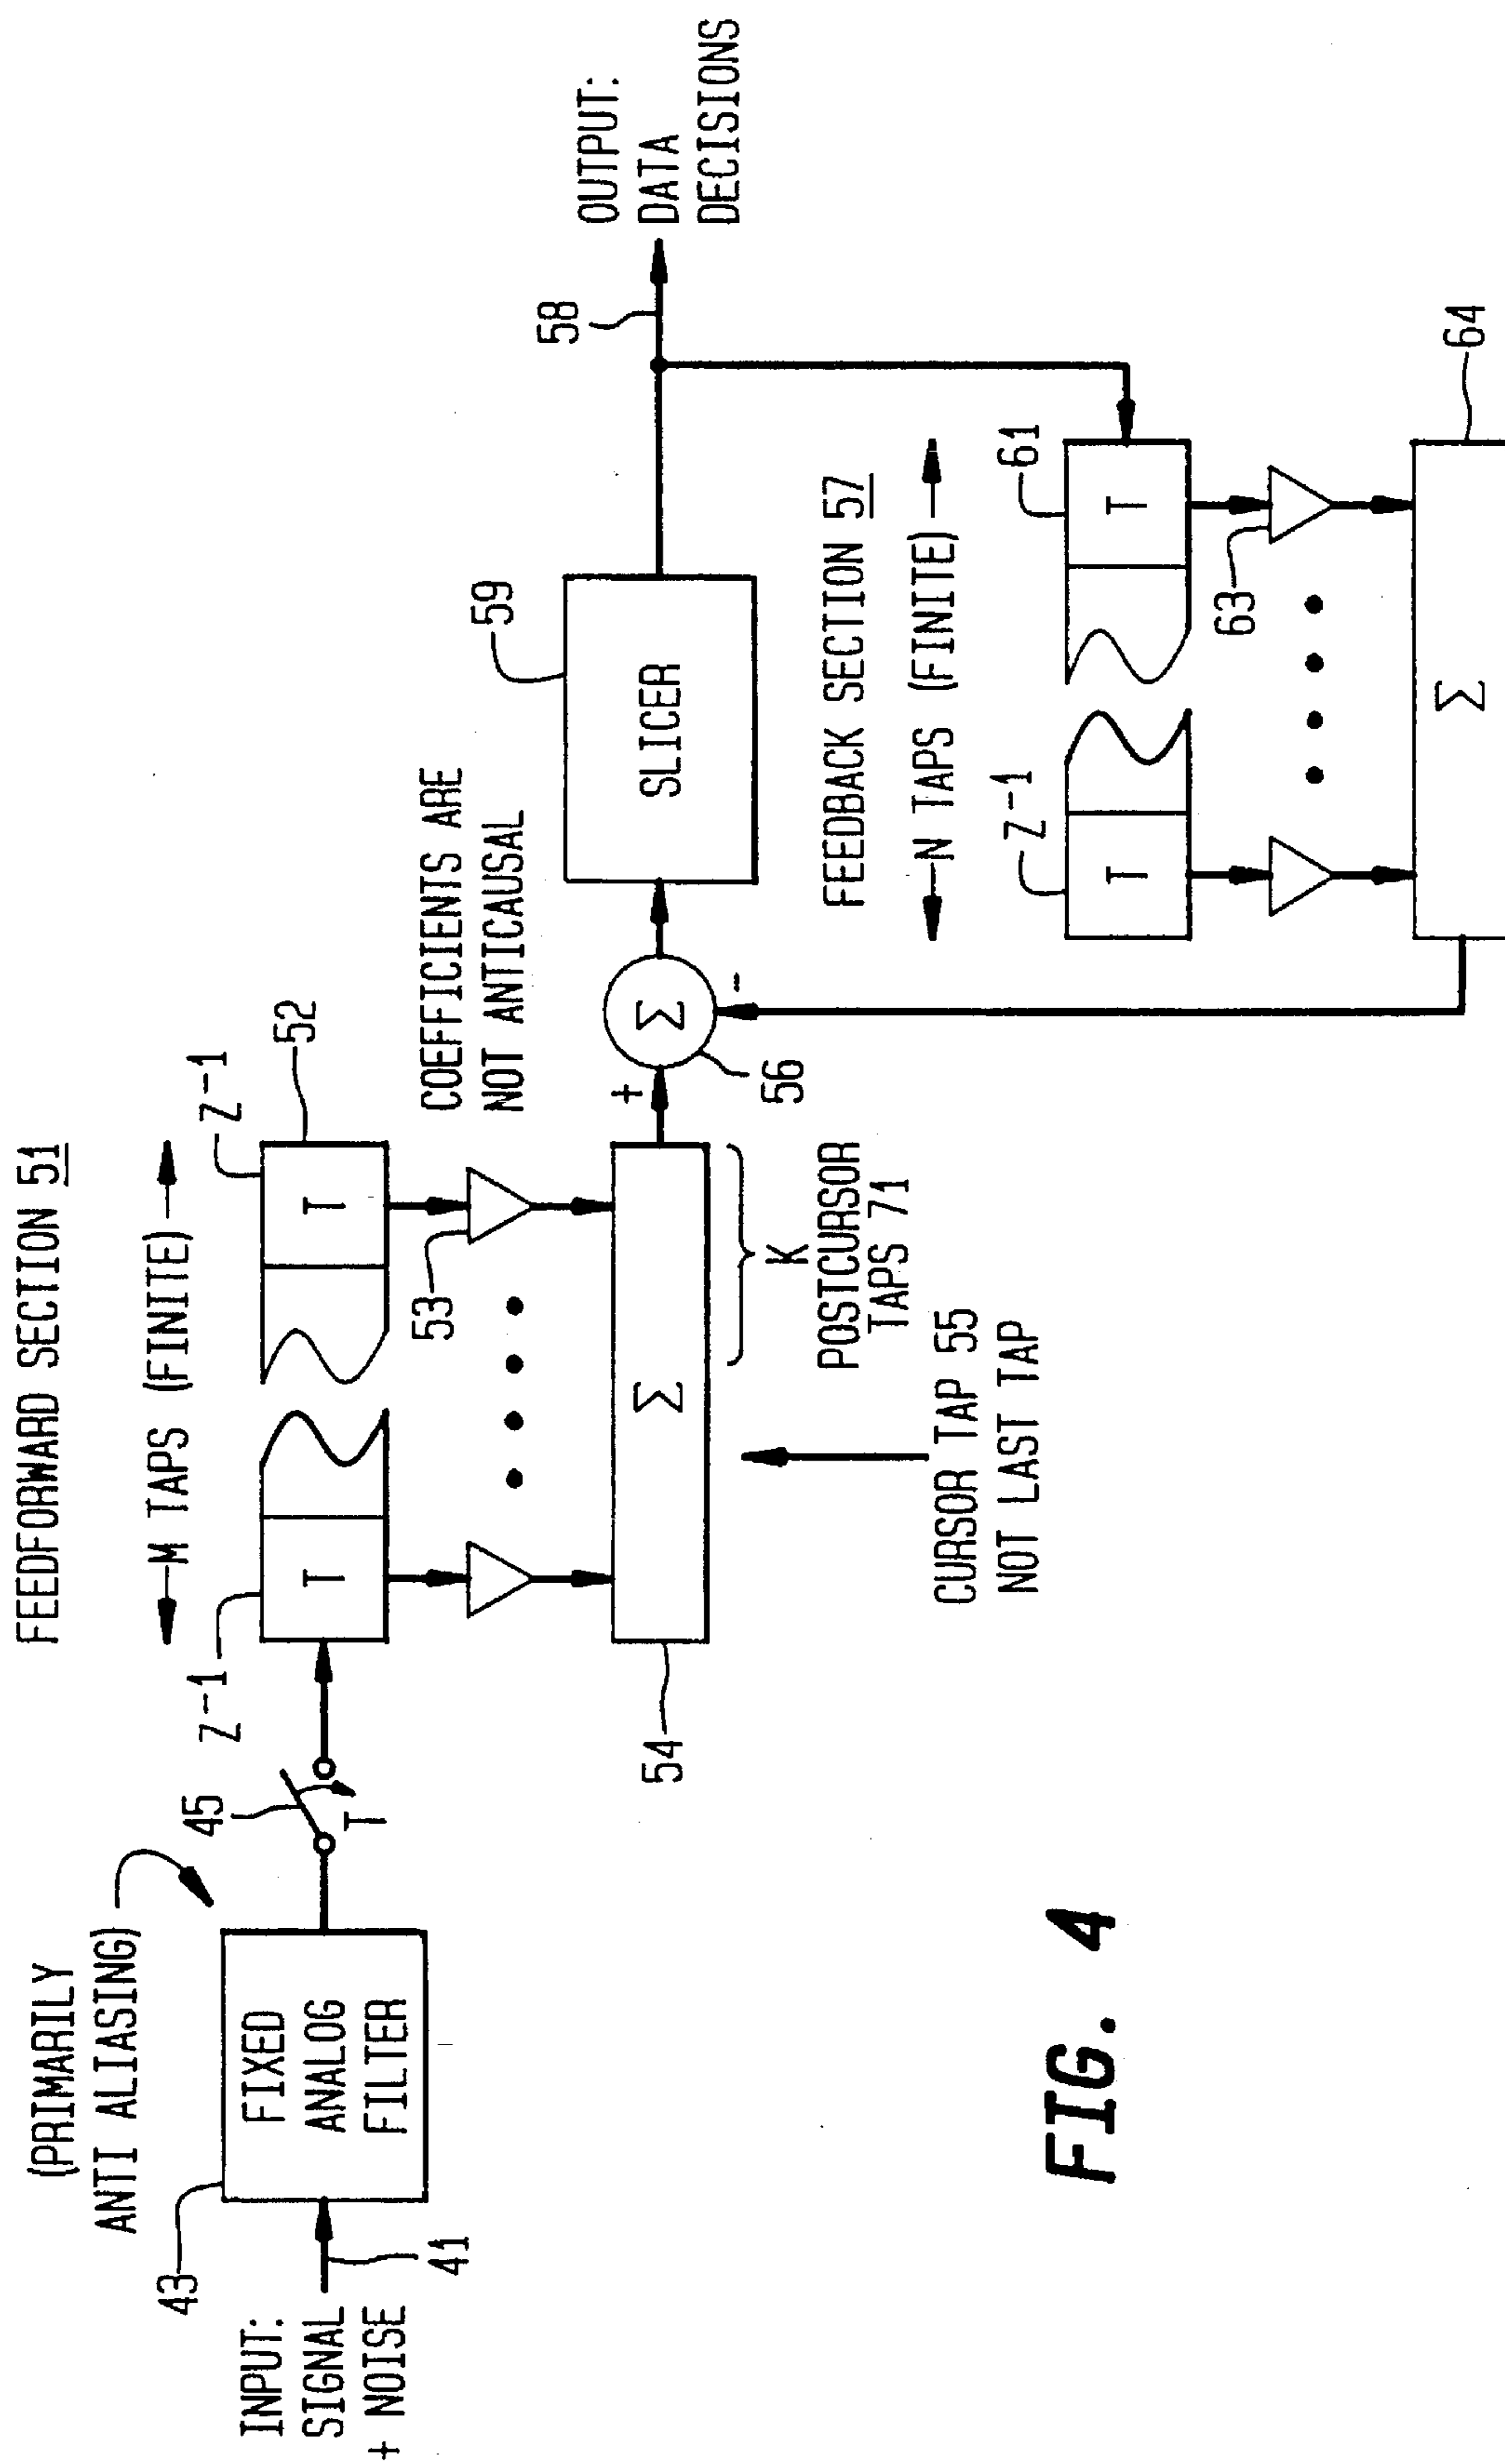 FEEDFORWARD SECTION 51
(PRIMARILY
ANTI ALIASING)
M TAPS (FINITE)
43
45
Z-1
Z-1
52
INPUT:
SIGNAL
+ NOISE
41
FIXED
ANALOG
FILTER
T
T
T
53
COEFFICIENTS ARE
NOT ANTICAUSAL
54
Σ
+
Σ
-
56
SLICER
59
58
OUTPUT:
DATA
DECISIONS
K
POSTCURSOR
TAPS 71
CURSOR TAP 55
NOT LAST TAP
FEEDBACK SECTION 57
N TAPS (FINITE)
Z-1
61
T
T
63
Σ
64
FIG. 4